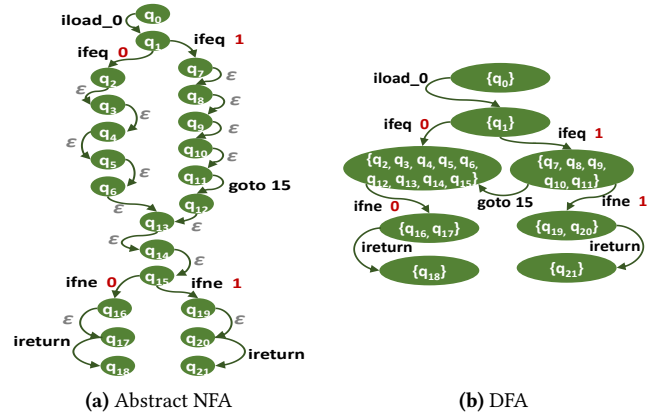 iload_0
q0
q1
ifeq 0
ifeq 1
q2
q7
ε
ε
q3
q8
ε
ε
q4
q9
ε
ε
q5
q10
ε
ε
q6
q11
goto 15
ε
q12
q13
ε
ε
q14
ε
q15
ifne 0
ifne 1
q16
q19
ε
ε
ireturn
q17
q20
ireturn
q18
q21
(a) Abstract NFA
iload_0
{q0}
{q1}
ifeq 0
ifeq 1
{q2, q3, q4, q5, q6,
q12, q13, q14, q15}
{q7, q8, q9,
q10, q11}
goto 15
ifne 0
ifne 1
{q16, q17}
{q19, q20}
ireturn
ireturn
{q18}
{q21}
(b) DFA